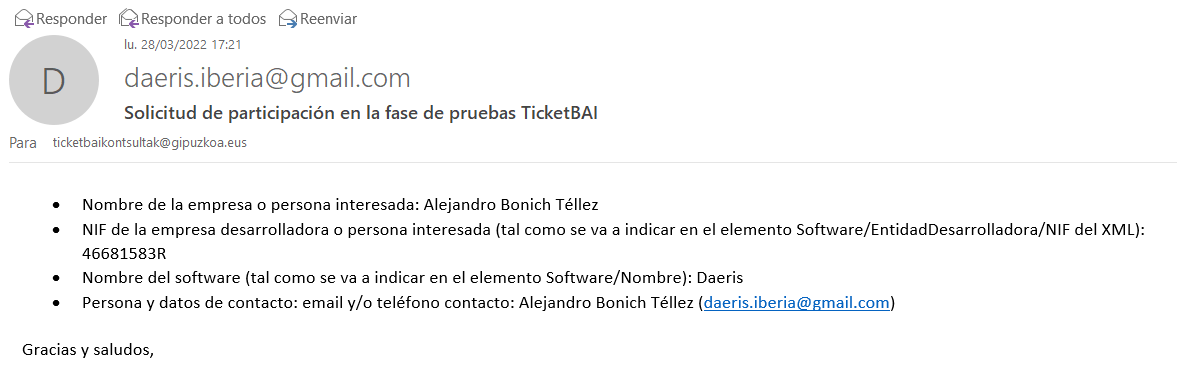 Responder Responder a todos Reenviar
lu. 28/03/2022 17:21
D
daeris.iberia@gmail.com
Solicitud de participación en la fase de pruebas TicketBAI
Para ticketbaikontsultak@gipuzkoa.eus
• Nombre de la empresa o persona interesada: Alejandro Bonich Téllez
• NIF de la empresa desarrolladora o persona interesada (tal como se va a indicar en el elemento Software/EntidadDesarrolladora/NIF del XML):
46681583R
• Nombre del software (tal como se va a indicar en el elemento Software/Nombre): Daeris
• Persona y datos de contacto: email y/o teléfono contacto: Alejandro Bonich Téllez (daeris.iberia@gmail.com)
Gracias y saludos,